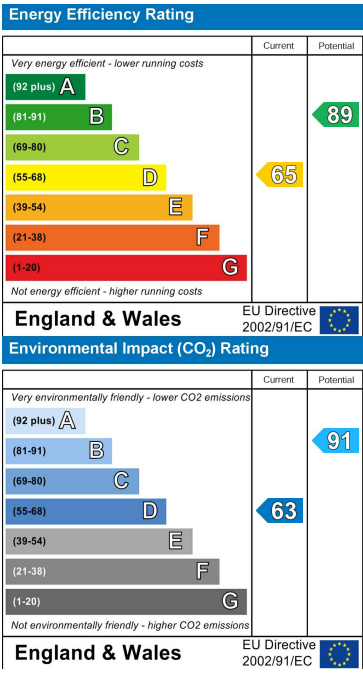 Energy Efficiency Rating
Current Potential
Very energy efficient - lower running costs
(92 plus) A
(81-91) B
89
(69-80) C
(55-68) D
65
(39-54) E
(21-38) F
(1-20) G
Not energy efficient - higher running costs
England & Wales
EU Directive
2002/91/EC
Environmental Impact (CO₂) Rating
Current Potential
Very environmentally friendly - lower CO2 emissions
(92 plus) A
(81-91) B
91
(69-80) C
(55-68) D
63
(39-54) E
(21-38) F
(1-20) G
Not environmentally friendly - higher CO2 emissions
England & Wales
EU Directive
2002/91/EC